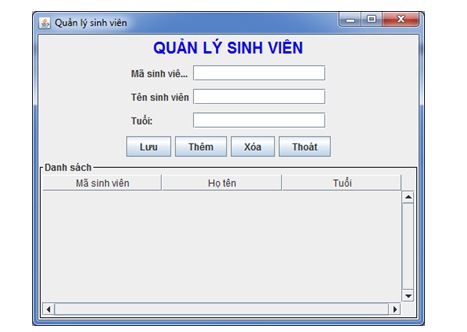 Quản lý sinh viên
QUẢN LÝ SINH VIÊN
Mã sinh viê...
Tên sinh viên
Tuổi:
Lưu Thêm Xóa Thoát
Danh sách
Mã sinh viên Họ tên Tuổi